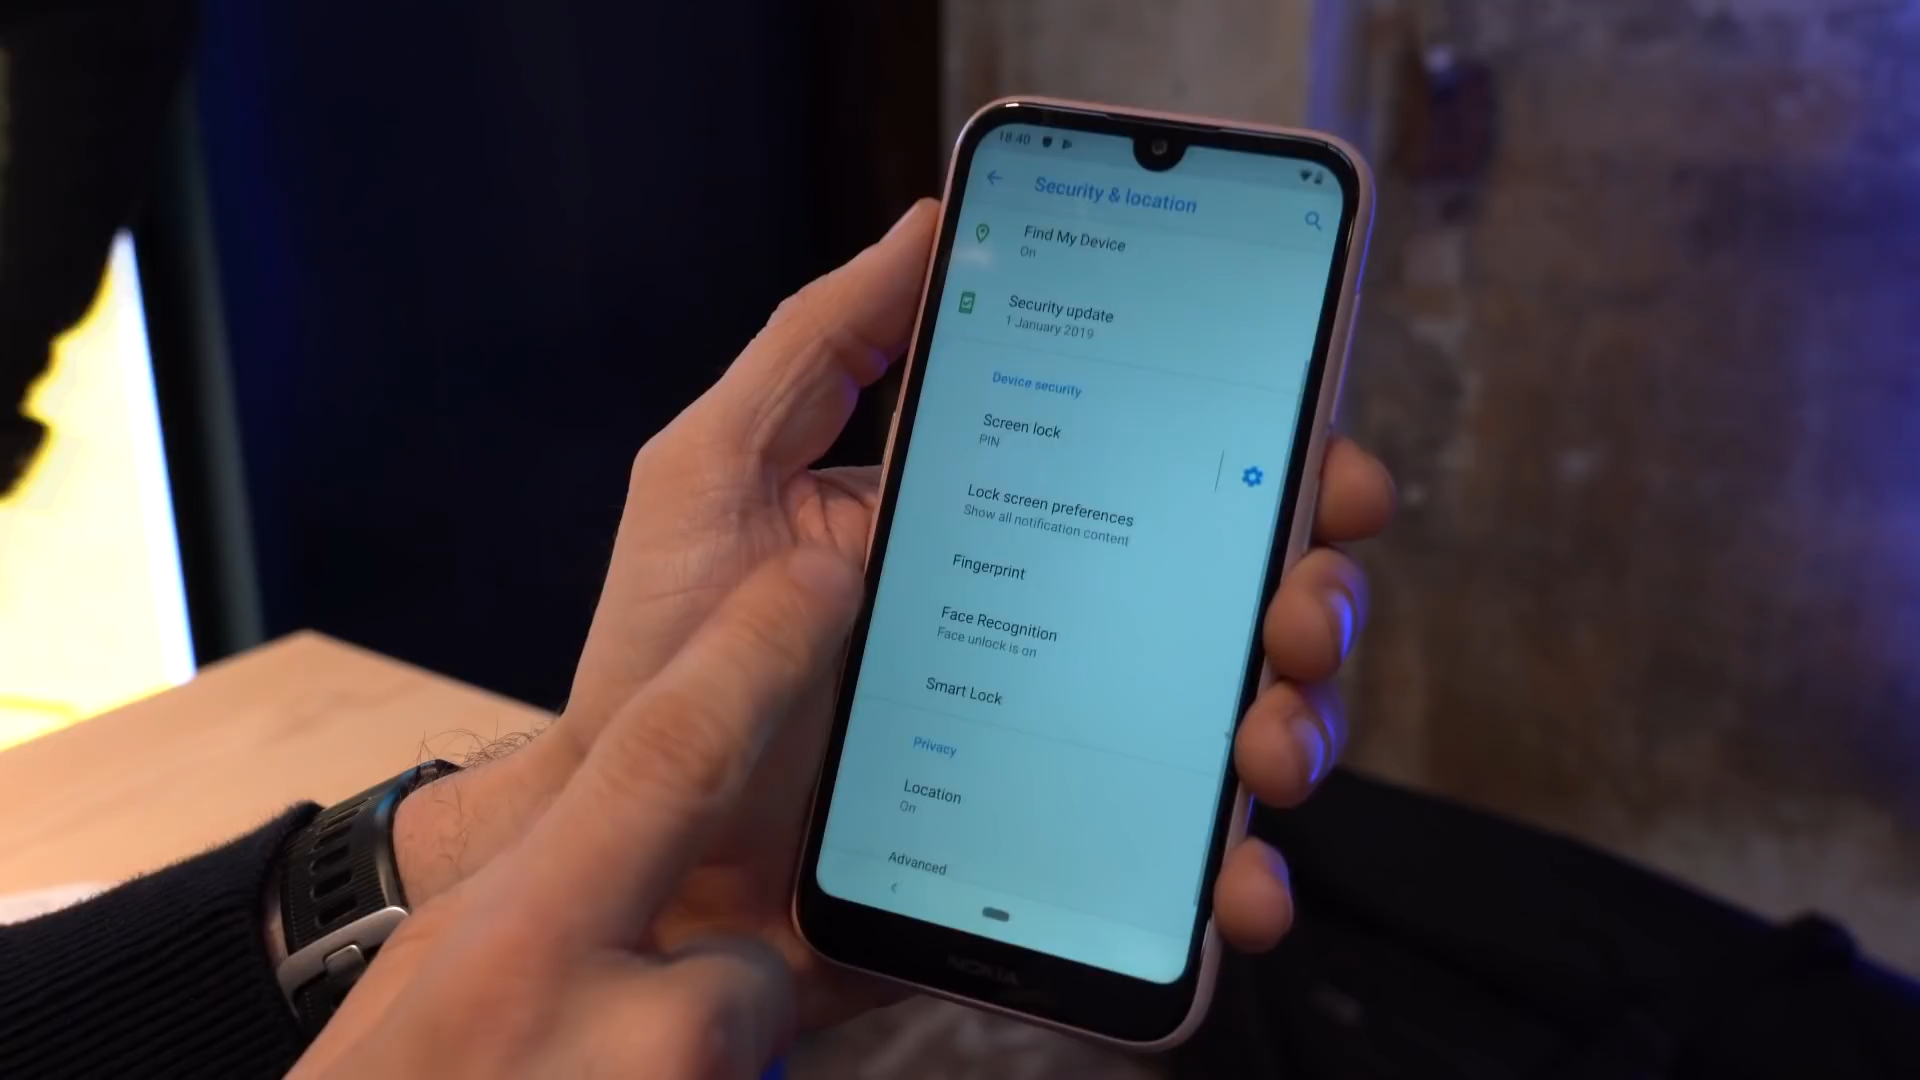 18:40
Security & location
Find My Device
On
Security update
1 January 2019
Device security
Screen lock
PIN
Lock screen preferences
Show all notification content
Fingerprint
Face Recognition
Face unlock is on
Smart Lock
Privacy
Location
On
Advanced
NOKIA